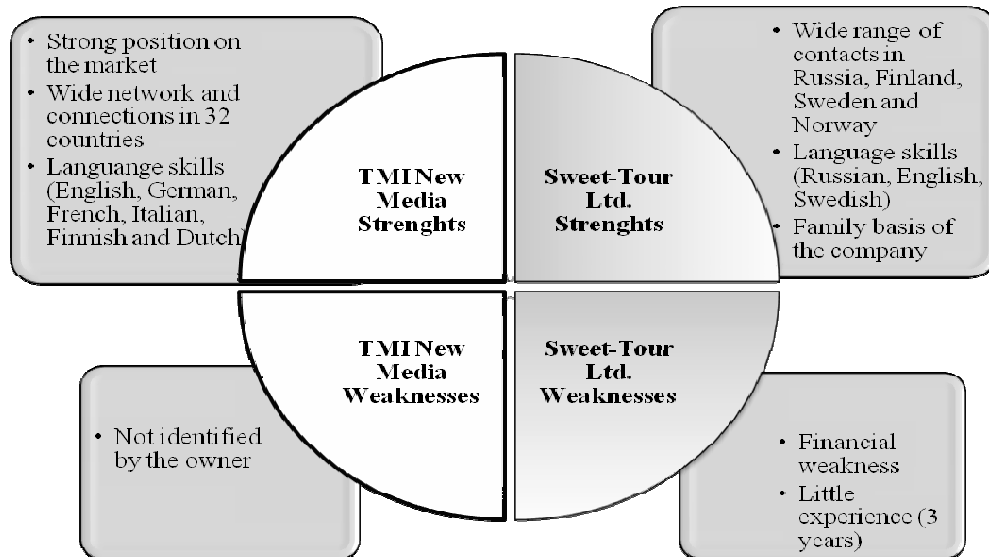 • Strong position on
the market
• Wide network and
connections in 32
countries
• Languange skills
(English, German,
French, Italian,
Finnish and Dutch)
TMI New
Media
Strenghts
Sweet-Tour
Ltd.
Strenghts
• Wide range of
contacts in
Russia, Finland,
Sweden and
Norway
• Language skills
(Russian, English,
Swedish)
• Family basis of
the company
• Not identified
by the owner
TMI New
Media
Weaknesses
Sweet-Tour
Ltd.
Weaknesses
• Financial
weakness
• Little
experience (3
years)